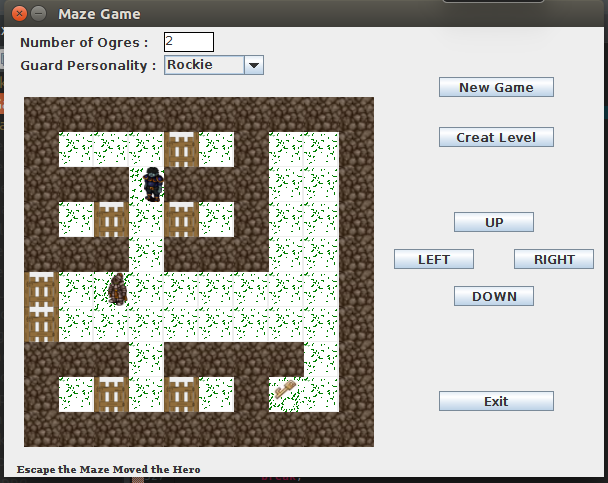 Maze Game
Number of Ogres : 2
Guard Personality : Rockie
New Game
Creat Level
UP
LEFT RIGHT
DOWN
Exit
Escape the Maze Moved the Hero